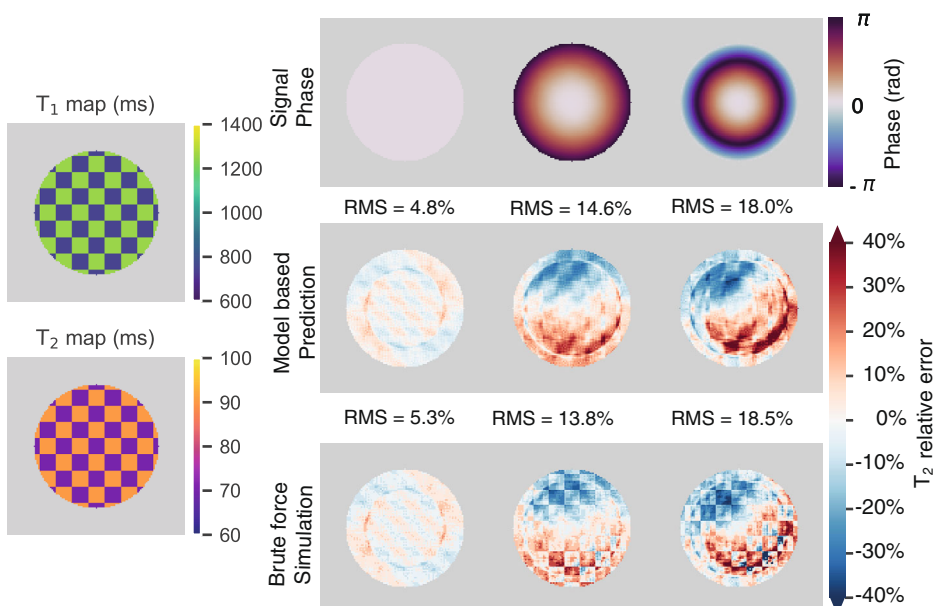 T₁ map (ms)
1400
1200
1000
800
600
T₂ map (ms)
100
90
80
70
60
Signal
Phase
π
0
- π
Phase (rad)
RMS = 4.8%
RMS = 14.6%
RMS = 18.0%
Model based
Prediction
RMS = 5.3%
RMS = 13.8%
RMS = 18.5%
Brute force
Simulation
40%
30%
20%
10%
0%
-10%
-20%
-30%
-40%
T₂ relative error